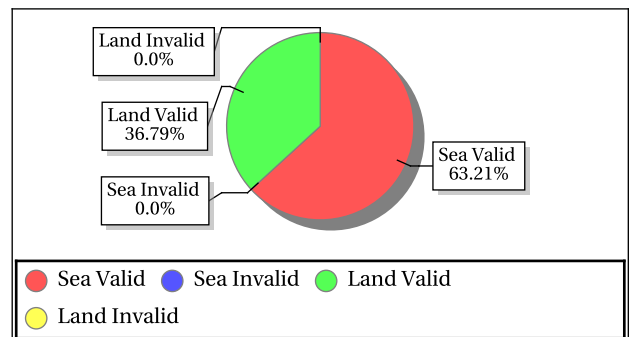 Land Invalid
0.0%
Land Valid
36.79%
Sea Invalid
0.0%
Sea Valid
63.21%
Sea Valid Sea Invalid Land Valid
Land Invalid